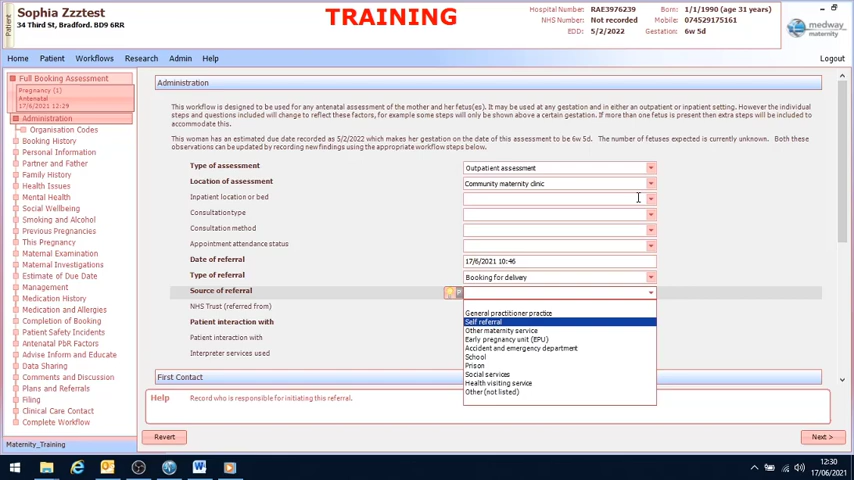 Patient
Sophia Zzztest
34 Third St, Bradford. BD9 6RR
TRAINING
Hospital Number RAE3976239
NHS Number Not recorded
EDD: 5/2/2022
Born: 1/1/1990 (age 31 years)
Mobile: 074529175161
Gestation: 6w 5d
medway
maternity
Home Patient Workflows Research Admin Help
Logout
Full Booking Assessment
Pregnancy (1)
Antenatal
17/6/2021 12:29
Administration
Organisation Codes
Booking History
Personal Information
Partner and Father
Family History
Health Issues
Mental Health
Social Wellbeing
Smoking and Alcohol
Previous Pregnancies
This Pregnancy
Maternal Examination
Investigations
Estimate of Due Date
Management
Medication History
Medication and Allergies
Completion of Booking
Patient Safety Incidents
Antenatal PbR Factors
Advise Inform and Educate
Data Sharing
Comments and Discussion
Plans and Referrals
Filing
Clinical Care Contact
Complete Workflow
Administration
This workflow is designed to be used for any antenatal assessment of the mother and her fetus(es). It may be used at any gestation and in either an outpatient or inpatient setting. However the individual
steps and questions included will change to reflect these factors, for example some steps will only be shown above a certain gestation. If more than one fetus is present then extra steps will be included to
accommodate this.
This woman has an estimated due date recorded as 5/2/2022 which makes her gestation on the date of this assessment to be 6w 5d. The number of fetuses expected is currently unknown. Both these
observations can be updated by recording new findings using the appropriate workflow steps below.
Type of assessment Outpatient assessment
Location of assessment Community maternity clinic
Inpatient location or bed
Consultation type
Consultation method
Appointment attendance status
Date of referral 17/6/2021 10:46
Type of referral Booking for delivery
Source of referral P
NHS Trust (referred from)
Patient interaction with
Patient interaction with
Interpreter services used
General practitioner practice
Self referral
Other maternity service
Early pregnancy unit (EPU)
Accident and emergency department
School
Prison
Social services
Health visiting service
Other (not listed)
First Contact
Help Record who is responsible for initiating this referral.
Revert
Next >
Maternity_Training
12:30
17/06/2021